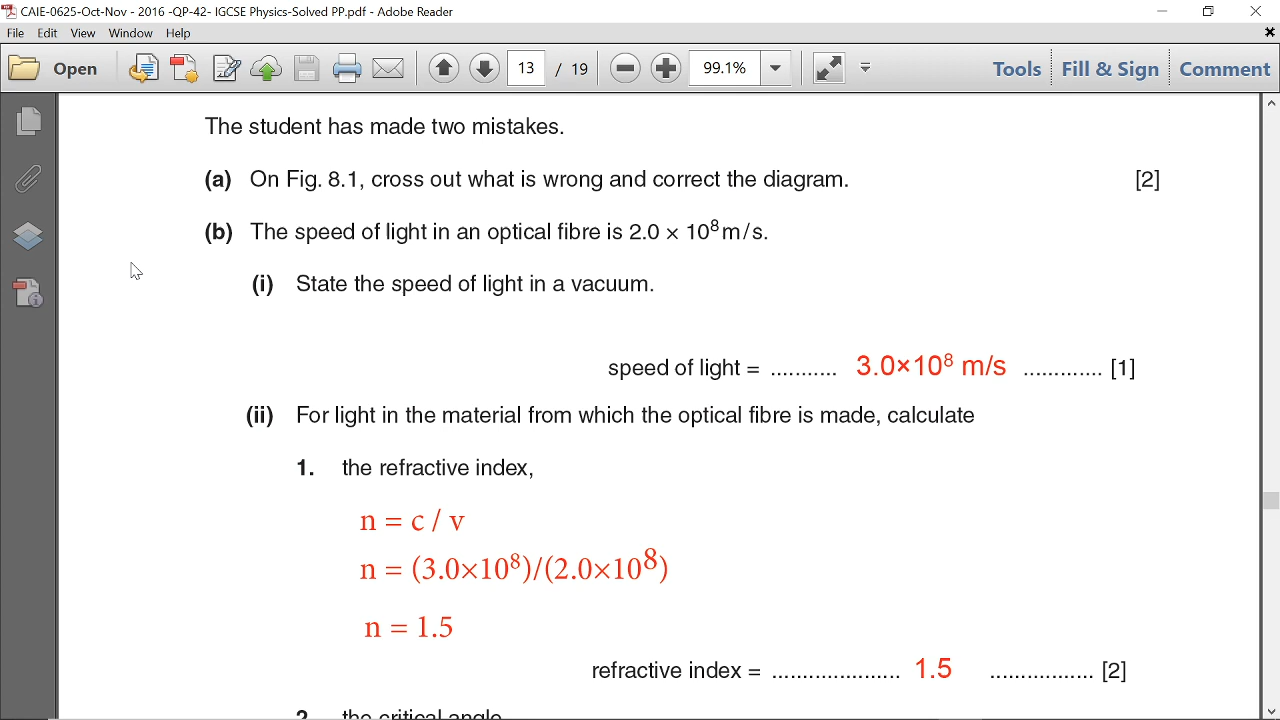 CAIE-0625-Oct-Nov - 2016 -QP-42- IGCSE Physics-Solved PP.pdf - Adobe Reader
File Edit View Window Help
Open 13 / 19 99.1% Tools Fill & Sign Comment
The student has made two mistakes.
(a) On Fig. 8.1, cross out what is wrong and correct the diagram. [2]
(b) The speed of light in an optical fibre is 2.0 × 10⁸ m/s.
(i) State the speed of light in a vacuum.
speed of light = ........... 3.0×10⁸ m/s ............. [1]
(ii) For light in the material from which the optical fibre is made, calculate
1. the refractive index,
n = c / v
n = (3.0×10⁸)/(2.0×10⁸)
n = 1.5
refractive index = ..................... 1.5 ................. [2]
2. the critical angle